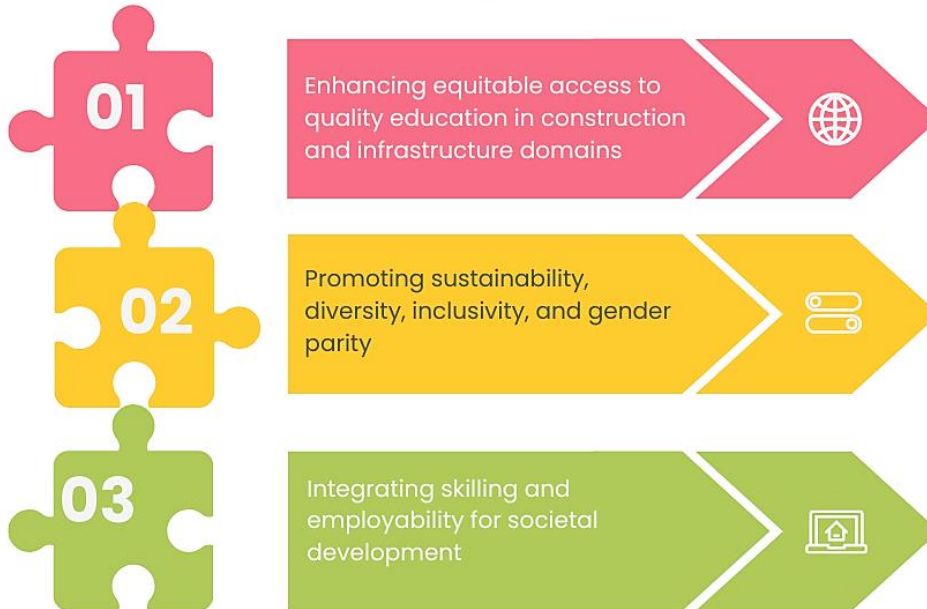 01
Enhancing equitable access to
quality education in construction
and infrastructure domains
02
Promoting sustainability,
diversity, inclusivity, and gender
parity
03
Integrating skilling and
employability for societal
development